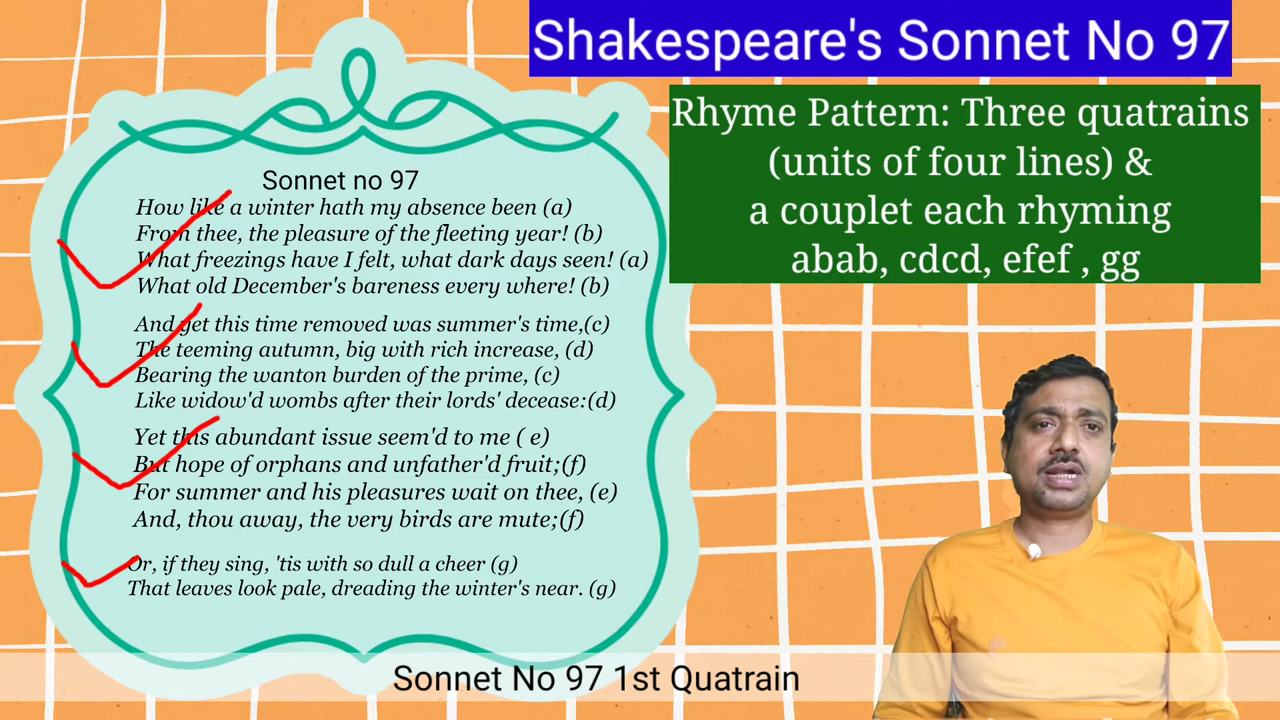 Shakespeare's Sonnet No 97
Rhyme Pattern: Three quatrains
(units of four lines) &
a couplet each rhyming
abab, cdcd, efef , gg
Sonnet no 97
How like a winter hath my absence been (a)
From thee, the pleasure of the fleeting year! (b)
What freezings have I felt, what dark days seen! (a)
What old December's bareness every where! (b)
And yet this time removed was summer's time,(c)
The teeming autumn, big with rich increase, (d)
Bearing the wanton burden of the prime, (c)
Like widow'd wombs after their lords' decease:(d)
Yet this abundant issue seem'd to me ( e)
But hope of orphans and unfather'd fruit;(f)
For summer and his pleasures wait on thee, (e)
And, thou away, the very birds are mute;(f)
Or, if they sing, 'tis with so dull a cheer (g)
That leaves look pale, dreading the winter's near. (g)
Sonnet No 97 1st Quatrain